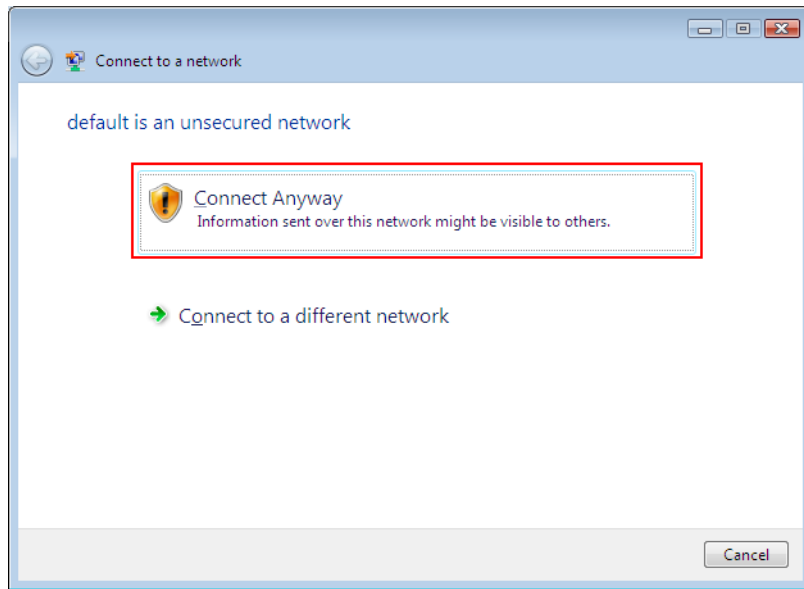 Connect to a network
default is an unsecured network
Connect Anyway
Information sent over this network might be visible to others.
Connect to a different network
Cancel